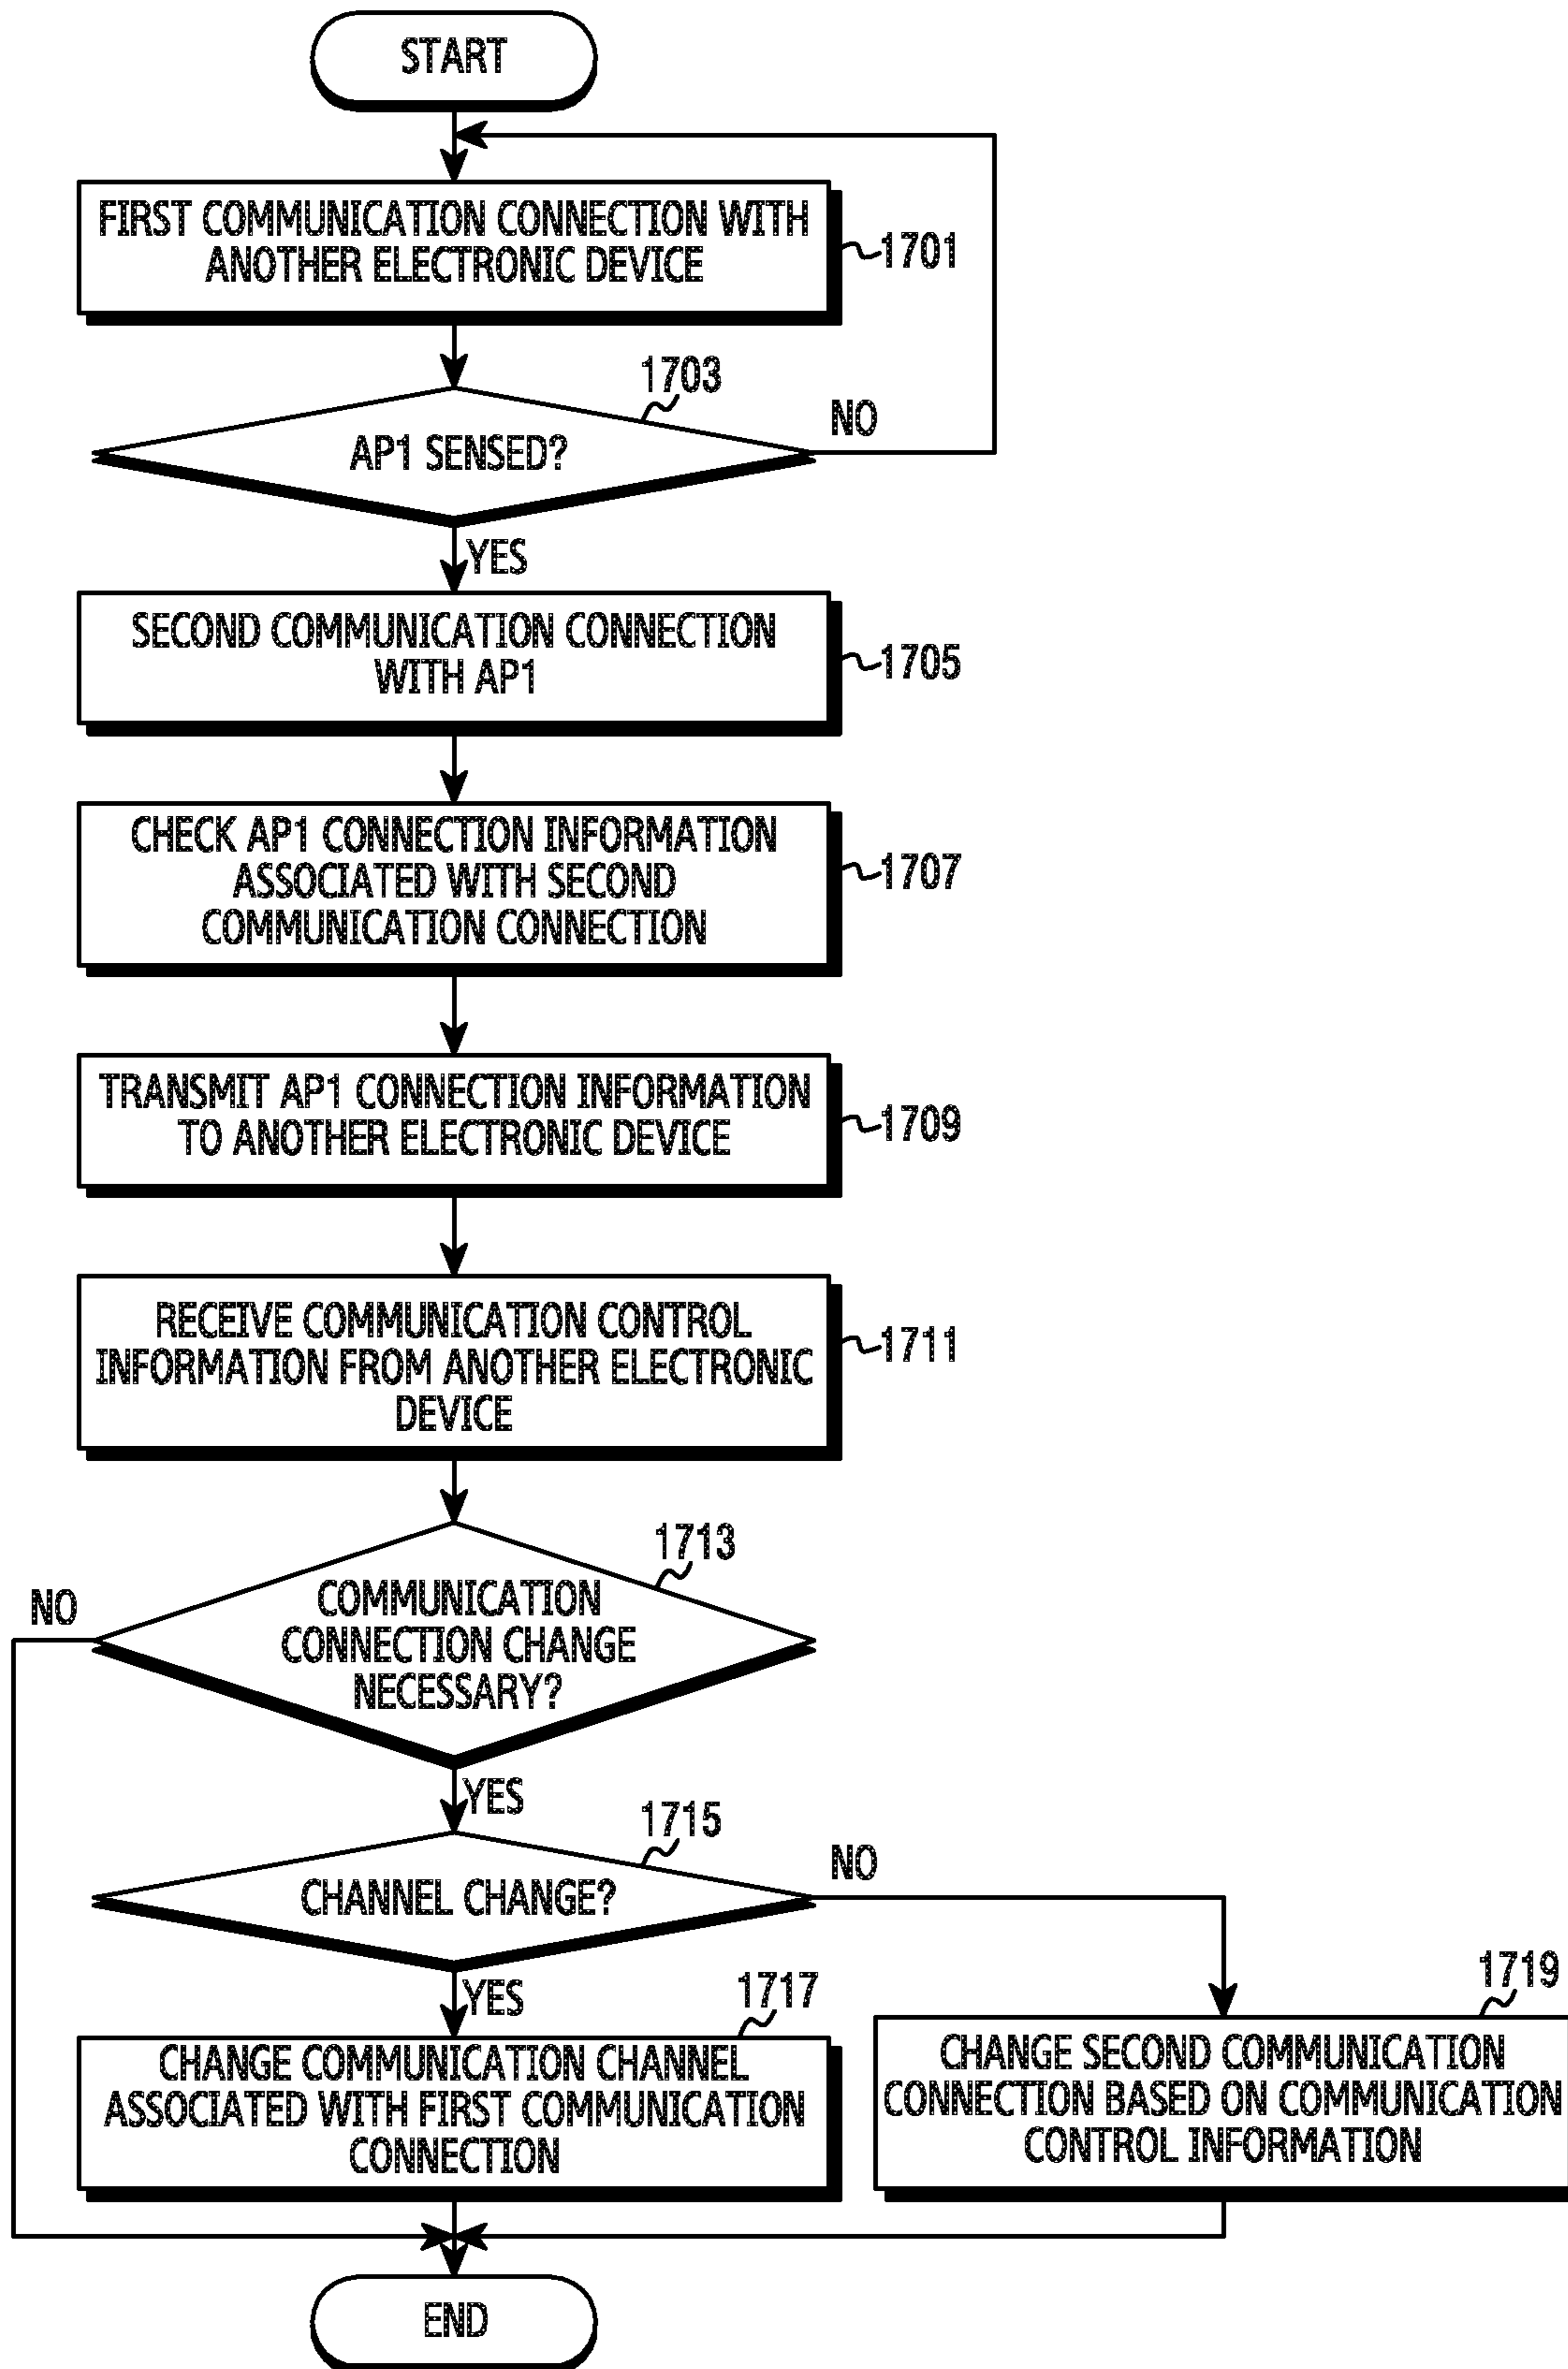 START
FIRST COMMUNICATION CONNECTION WITH
ANOTHER ELECTRONIC DEVICE
1701
1703
AP1 SENSED?
NO
YES
SECOND COMMUNICATION CONNECTION
WITH AP1
1705
CHECK AP1 CONNECTION INFORMATION
ASSOCIATED WITH SECOND
COMMUNICATION CONNECTION
1707
TRANSMIT AP1 CONNECTION INFORMATION
TO ANOTHER ELECTRONIC DEVICE
1709
RECEIVE COMMUNICATION CONTROL
INFORMATION FROM ANOTHER ELECTRONIC
DEVICE
1711
1713
COMMUNICATION
CONNECTION CHANGE
NECESSARY?
NO
YES
1715
CHANNEL CHANGE?
NO
YES
1717
CHANGE COMMUNICATION CHANNEL
ASSOCIATED WITH FIRST COMMUNICATION
CONNECTION
1719
CHANGE SECOND COMMUNICATION
CONNECTION BASED ON COMMUNICATION
CONTROL INFORMATION
END